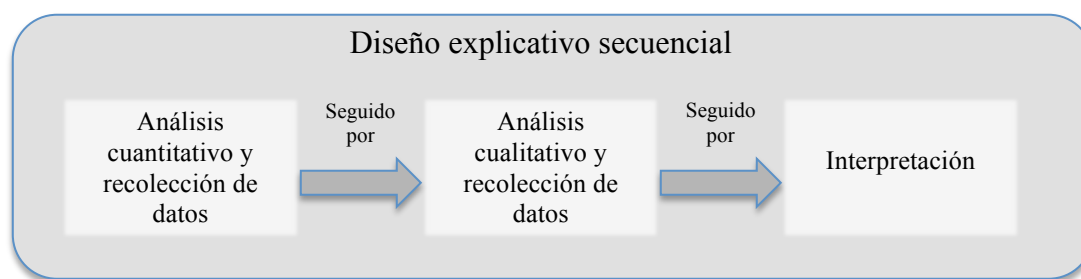 Diseño explicativo secuencial
Análisis
cuantitativo y
recolección de
datos
Seguido
por
Análisis
cualitativo y
recolección de
datos
Seguido
por
Interpretación